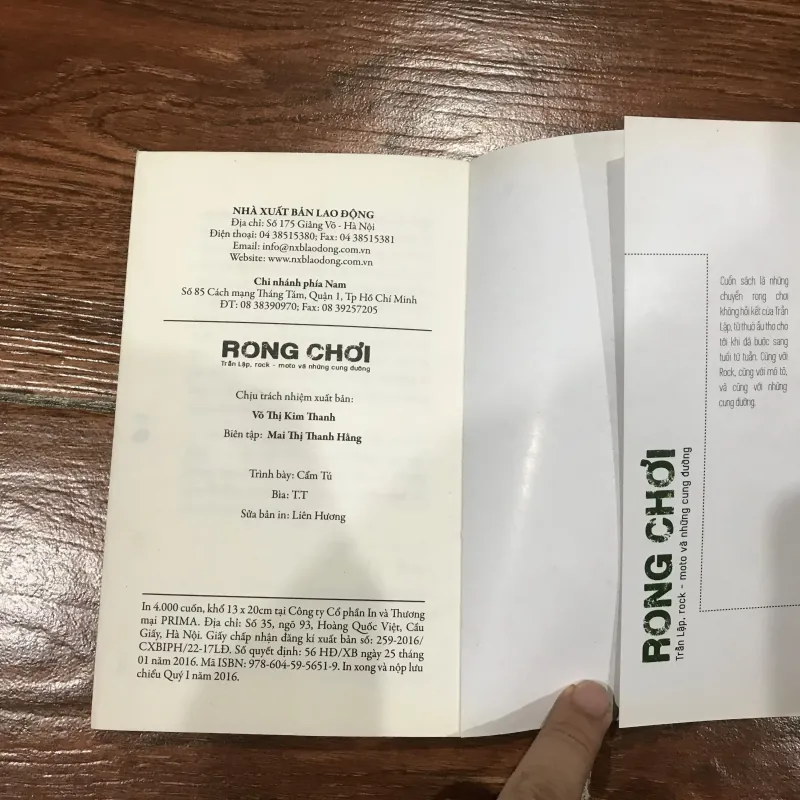 NHÀ XUẤT BẢN LAO ĐỘNG
Địa chỉ: Số 175 Giảng Võ - Hà Nội
Điện thoại: 04 38515380; Fax: 04 38515381
Email: info@nxblaodong.com.vn
Website: www.nxblaodong.com.vn
Chi nhánh phía Nam
Số 85 Cách mạng Tháng Tám, Quận 1, Tp Hồ Chí Minh
ĐT: 08 38390970; Fax: 08 39257205
RONG CHƠI
Trần Lập, rock - moto và những cung đường
Chịu trách nhiệm xuất bản:
Võ Thị Kim Thanh
Biên tập: Mai Thị Thanh Hằng
Trình bày: Cẩm Tú
Bìa: T.T
Sửa bản in: Liên Hương
In 4.000 cuốn, khổ 13 x 20cm tại Công ty Cổ phần In và Thương
mại PRIMA. Địa chỉ: Số 35, ngõ 93, Hoàng Quốc Việt, Cầu
Giấy, Hà Nội. Giấy chấp nhận đăng kí xuất bản số: 259-2016/
CXBIPH/22-17LĐ. Số quyết định: 56 HĐ/XB ngày 25 tháng
01 năm 2016. Mã ISBN: 978-604-59-5651-9. In xong và nộp lưu
chiểu Quý I năm 2016.
Cuốn sách là những
chuyến rong chơi
không hồi kết của Trần
Lập, từ thuở ấu thơ cho
tới khi đã bước sang
tuổi tứ tuần. Cùng với
Rock, cùng với mô tô,
và cùng với những
cung đường.
RONG CHƠI
Trần Lập, rock - moto và những cung đường